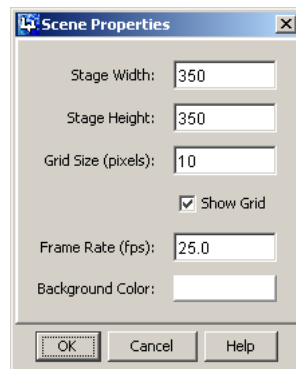 Scene Properties
Stage Width: 350
Stage Height: 350
Grid Size (pixels): 10
Show Grid
Frame Rate (fps): 25.0
Background Color:
OK Cancel Help